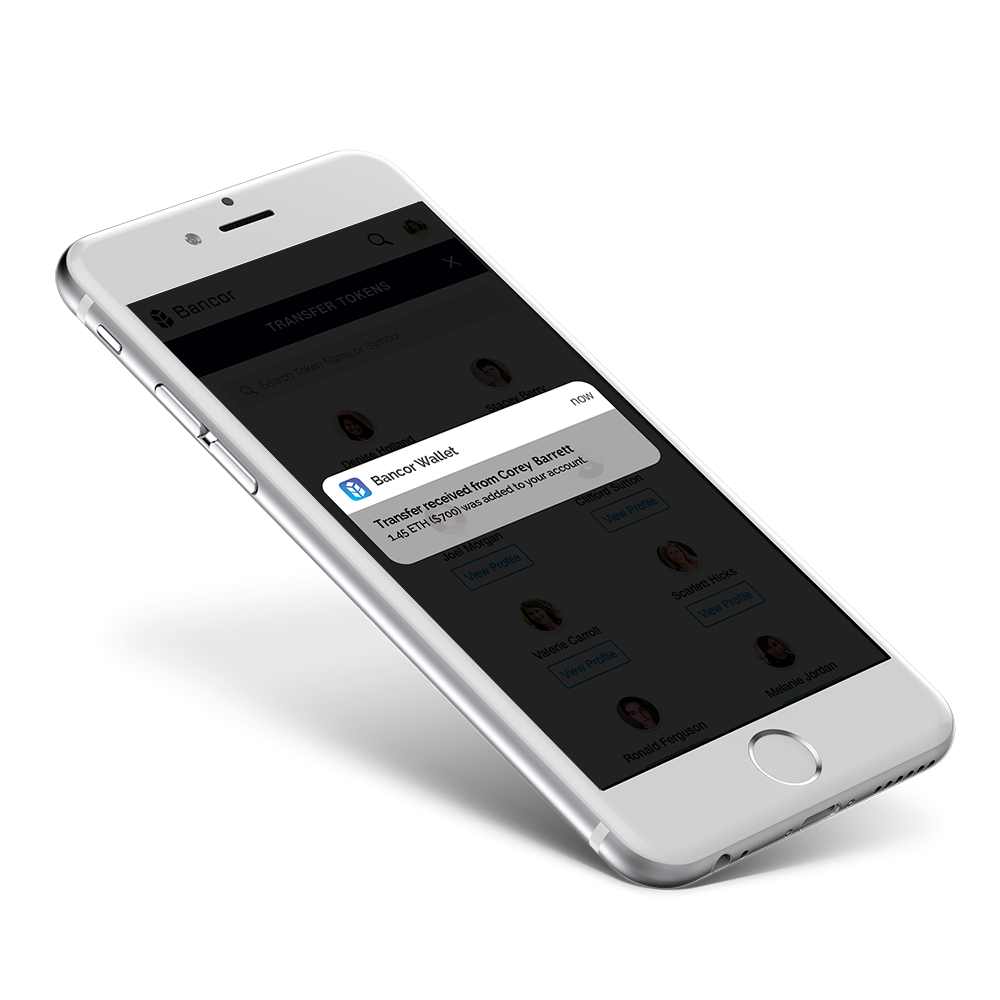 Bancor
TRANSFER TOKENS
Search Token Name or Symbol
Stacey Berry
Denise Holland
now
Bancor Wallet
Transfer received from Corey Barrett
1.45 ETH ($700) was added to your account.
Clifford Sutton
View Profile
Joel Morgan
View Profile
Scarlett Hicks
View Profile
Valerie Carroll
View Profile
Melanie Jordan
Ronald Ferguson